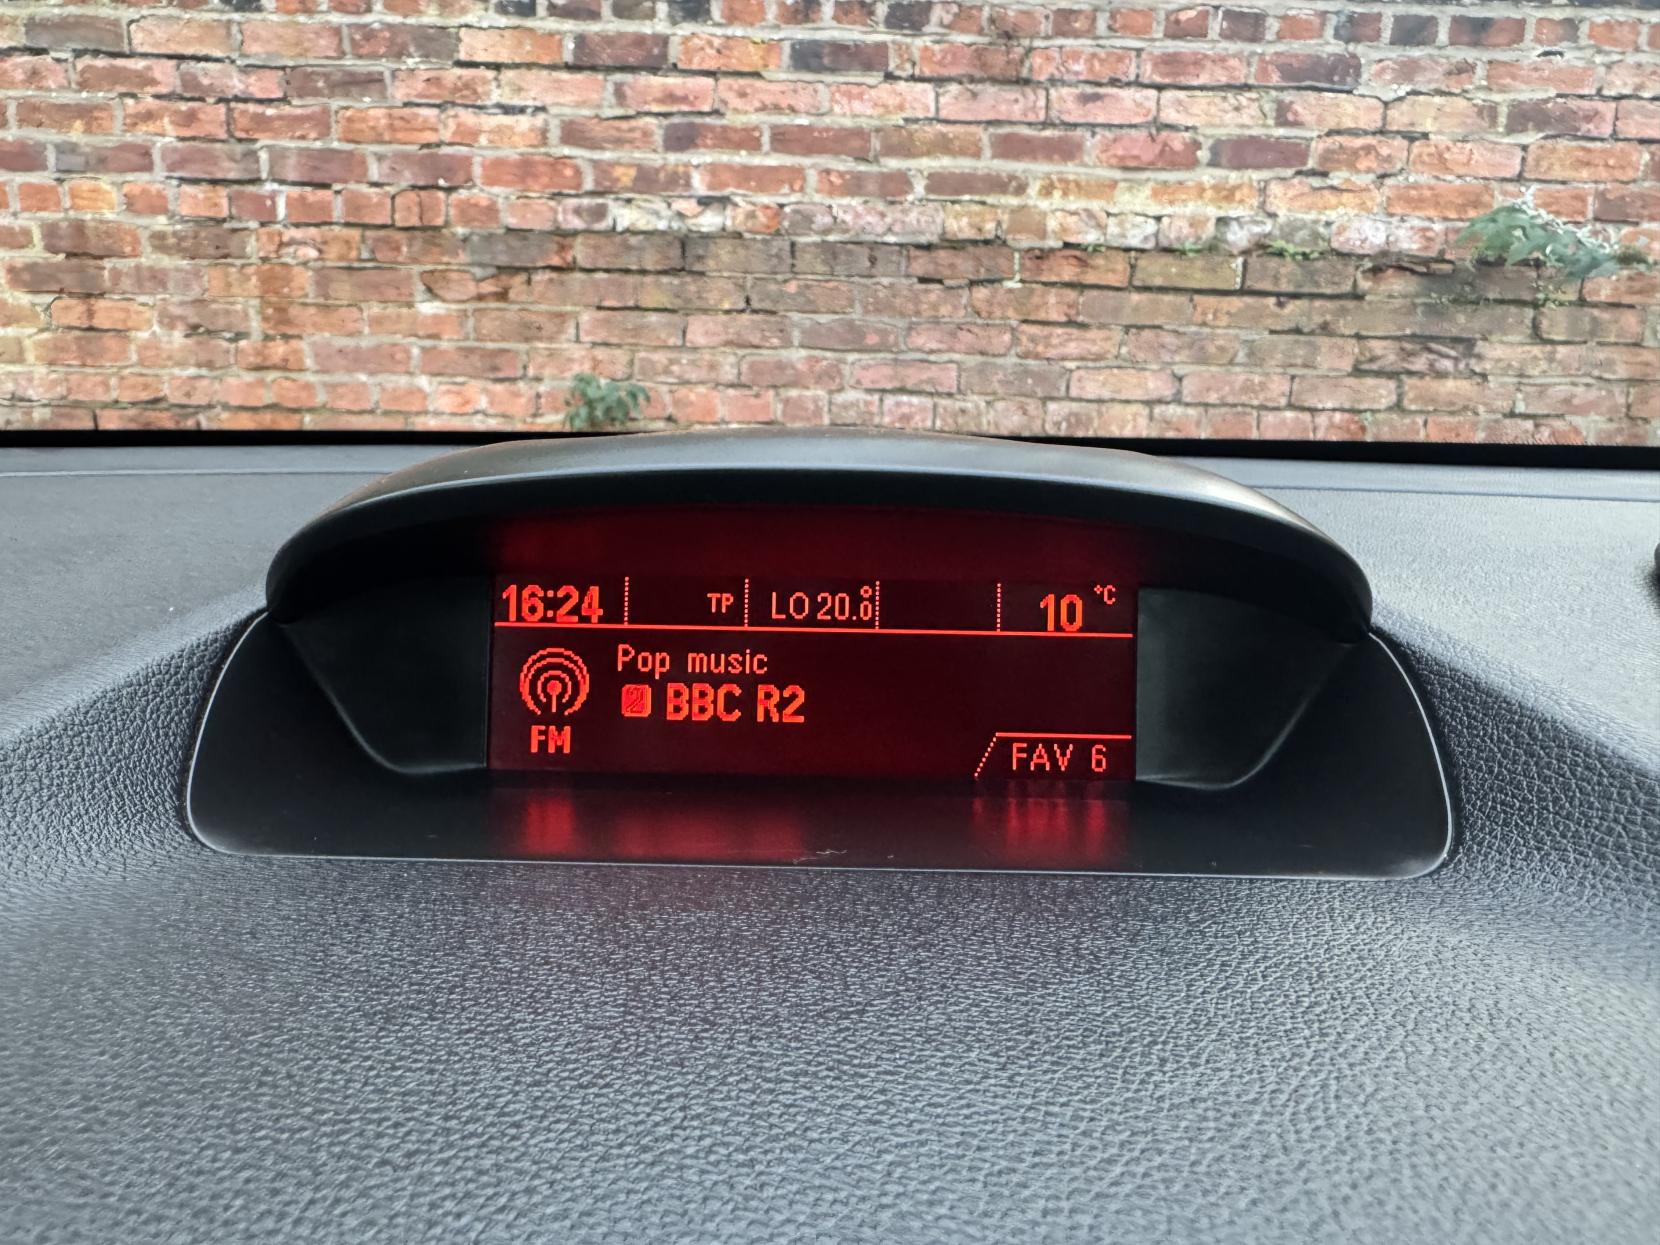 16:24 TP LO 20.0° 10 °C
Pop music
BBC R2
FM
FAV 6